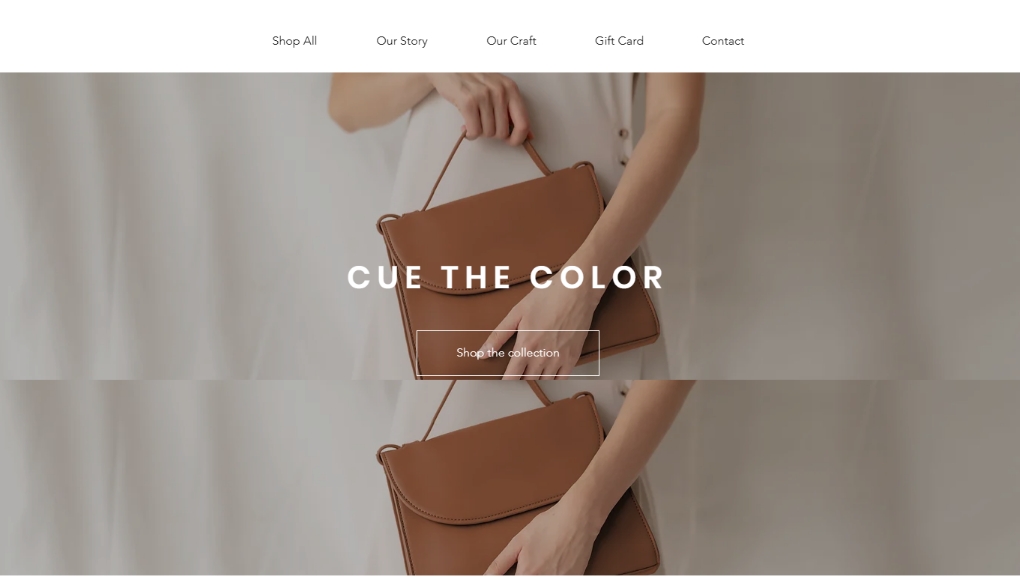 Shop All Our Story Our Craft Gift Card Contact
CUE THE COLOR
Shop the collection